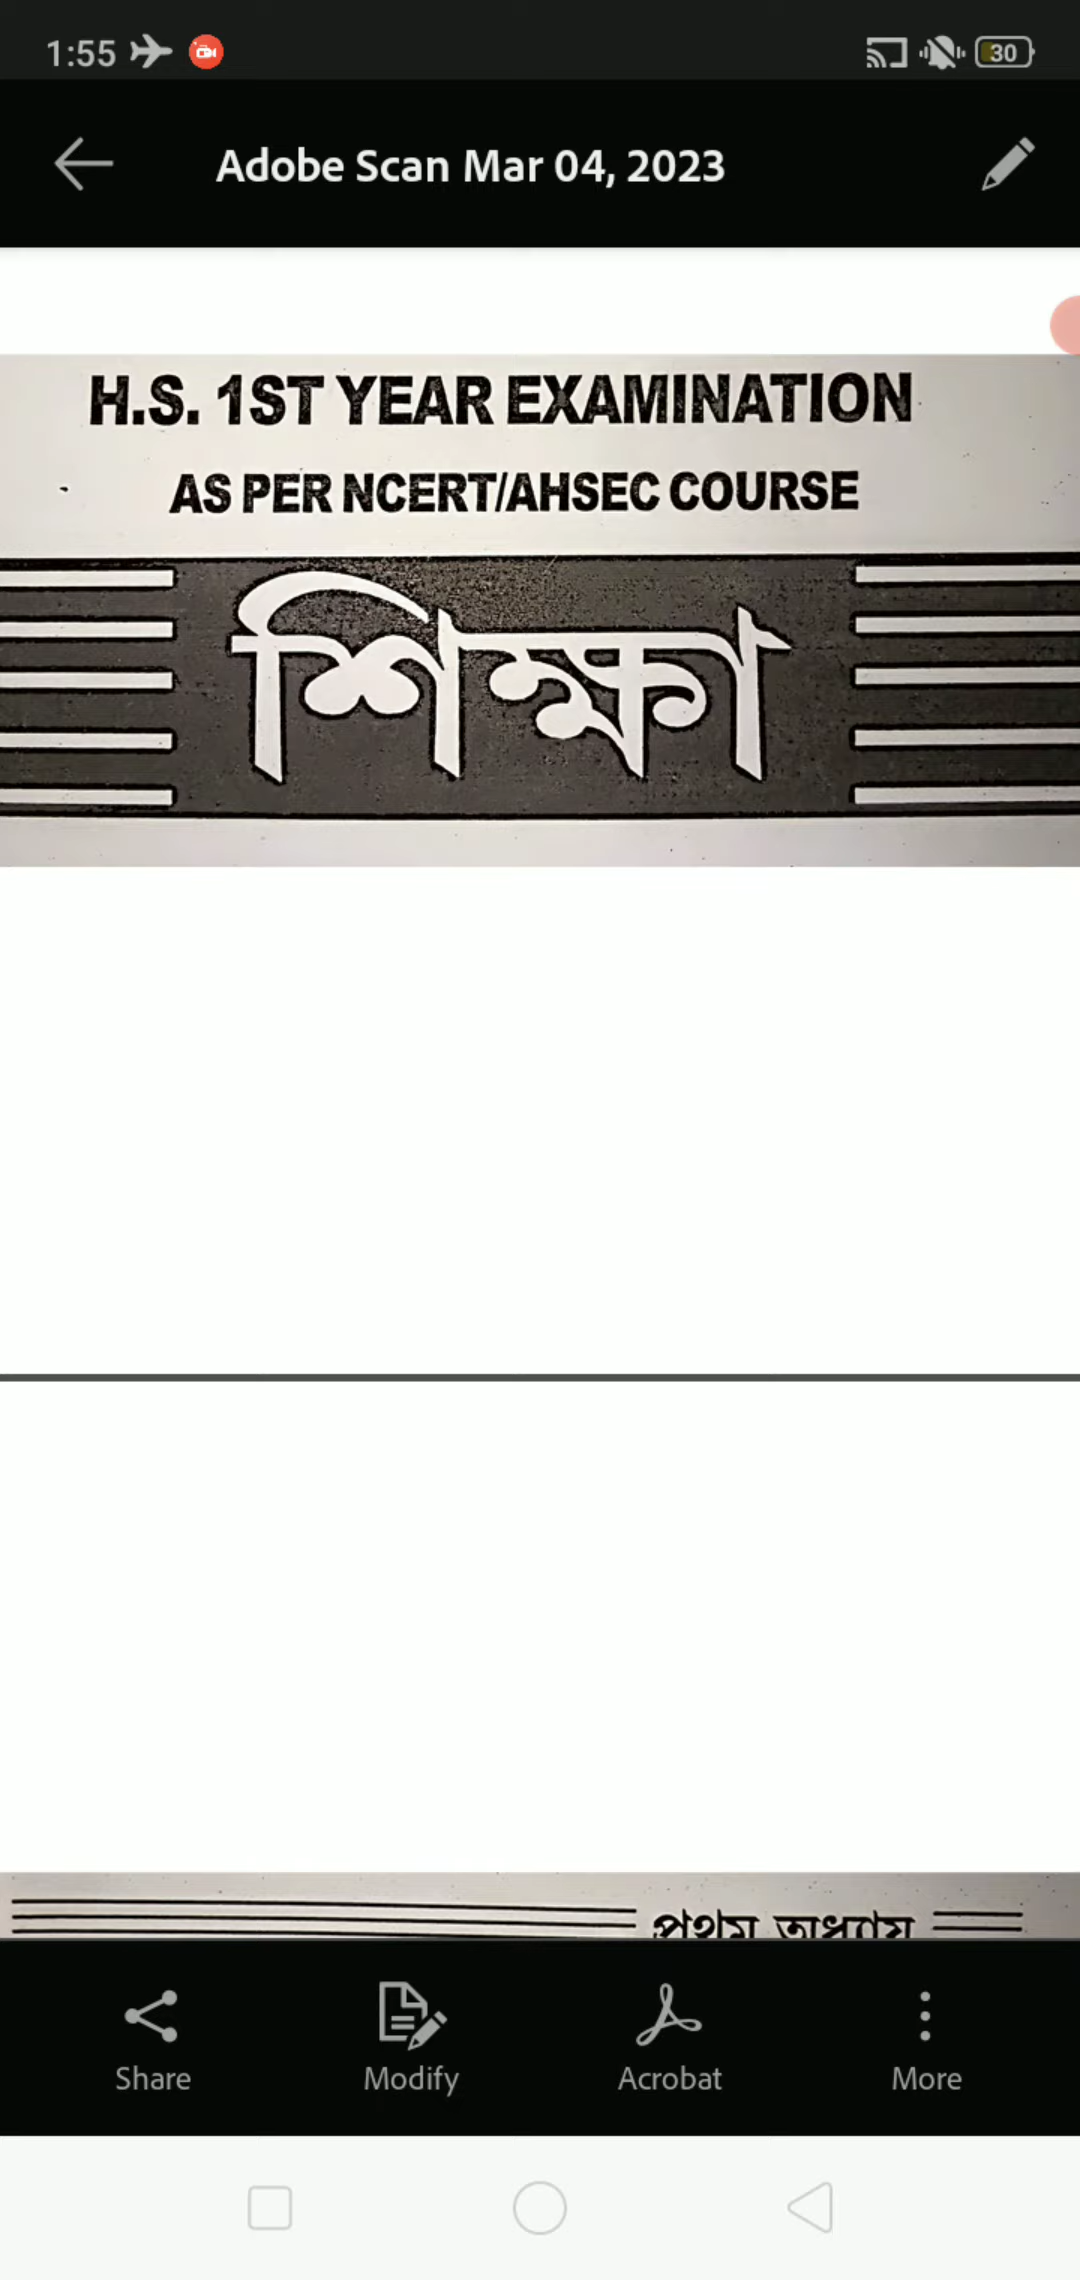 1:55
30
Adobe Scan Mar 04, 2023
H.S. 1ST YEAR EXAMINATION
AS PER NCERT/AHSEC COURSE
শিক্ষা
প্রথম অধ্যায়
Share
Modify
Acrobat
More